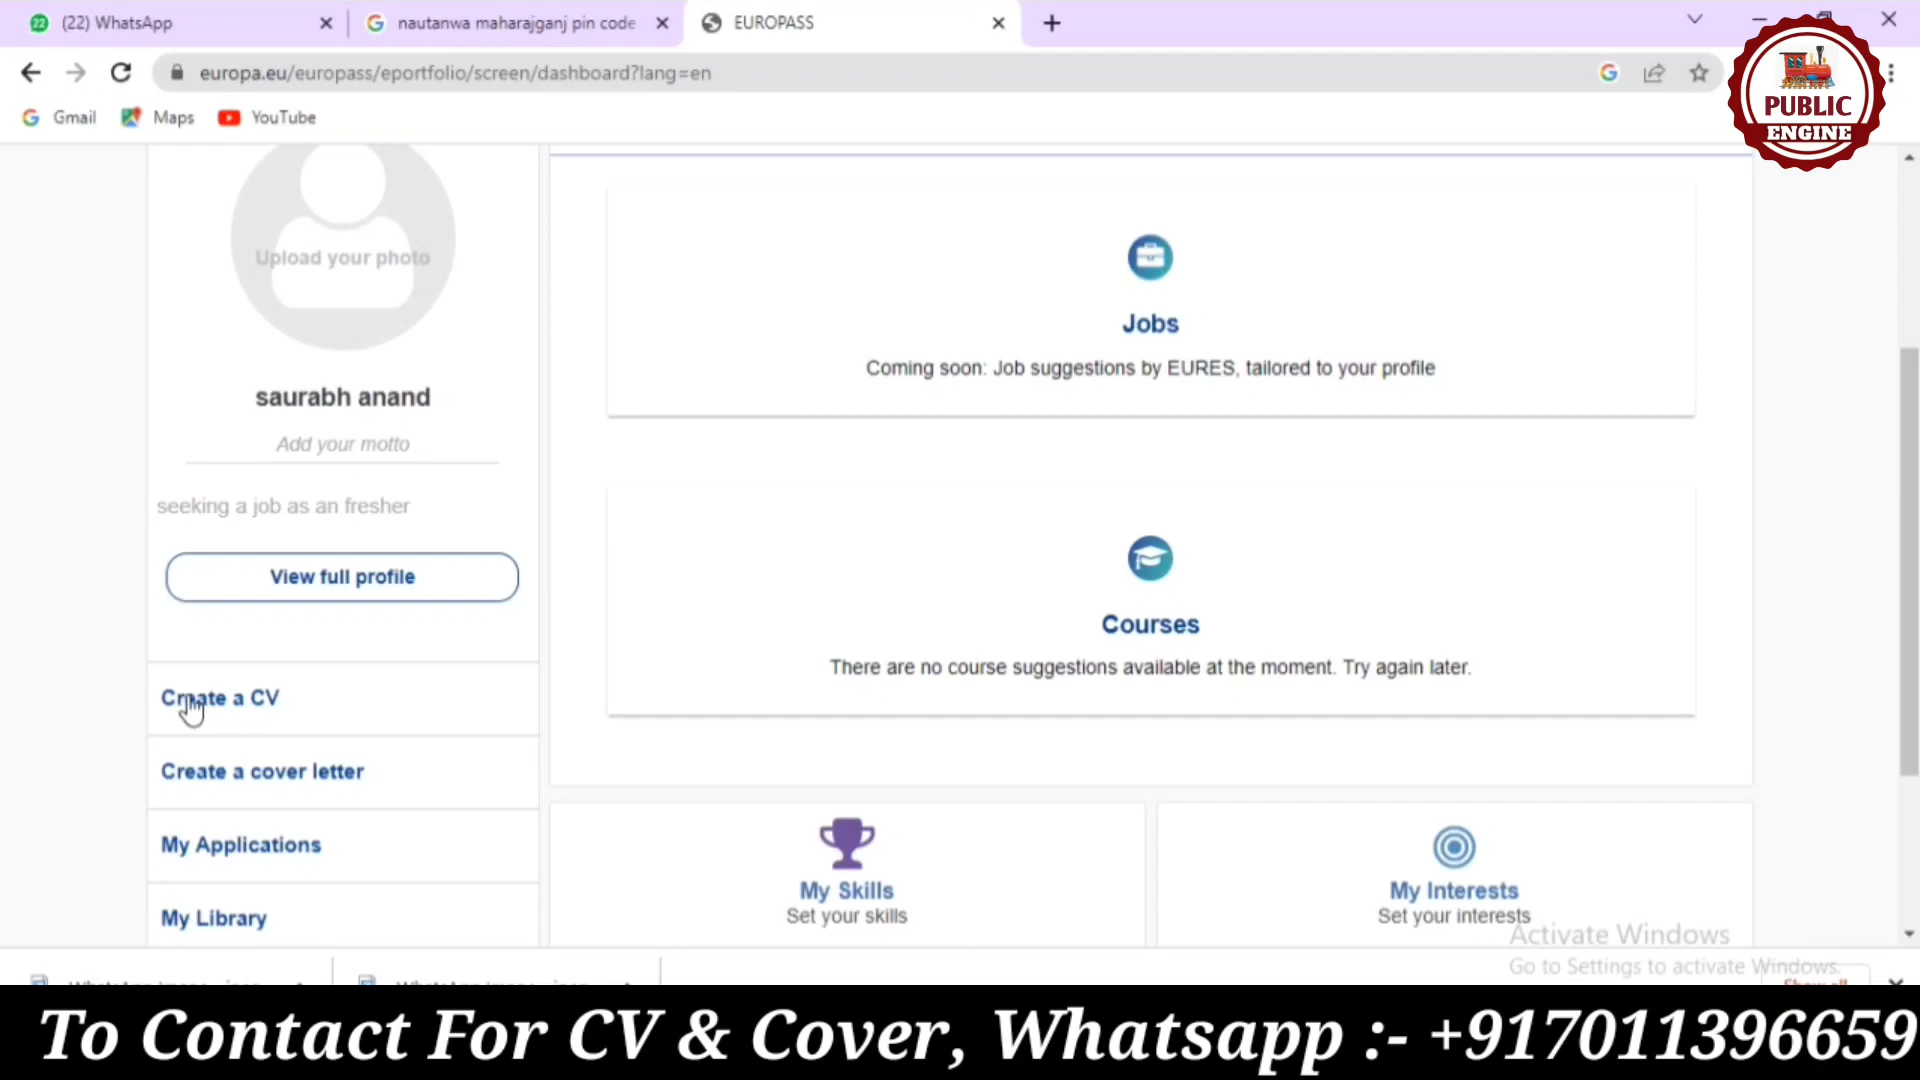 22 (22) WhatsApp
nautanwa maharajganj pin code
EUROPASS
europa.eu/europass/eportfolio/screen/dashboard?lang=en
Gmail
Maps
YouTube
PUBLIC
ENGINE
Upload your photo
saurabh anand
Add your motto
seeking a job as an fresher
View full profile
Create a CV
Create a cover letter
My Applications
My Library
Jobs
Coming soon: Job suggestions by EURES, tailored to your profile
Courses
There are no course suggestions available at the moment. Try again later.
My Skills
Set your skills
My Interests
Set your interests
Activate Windows
Go to Settings to activate Windows.
Show all
To Contact For CV & Cover, Whatsapp :- +917011396659